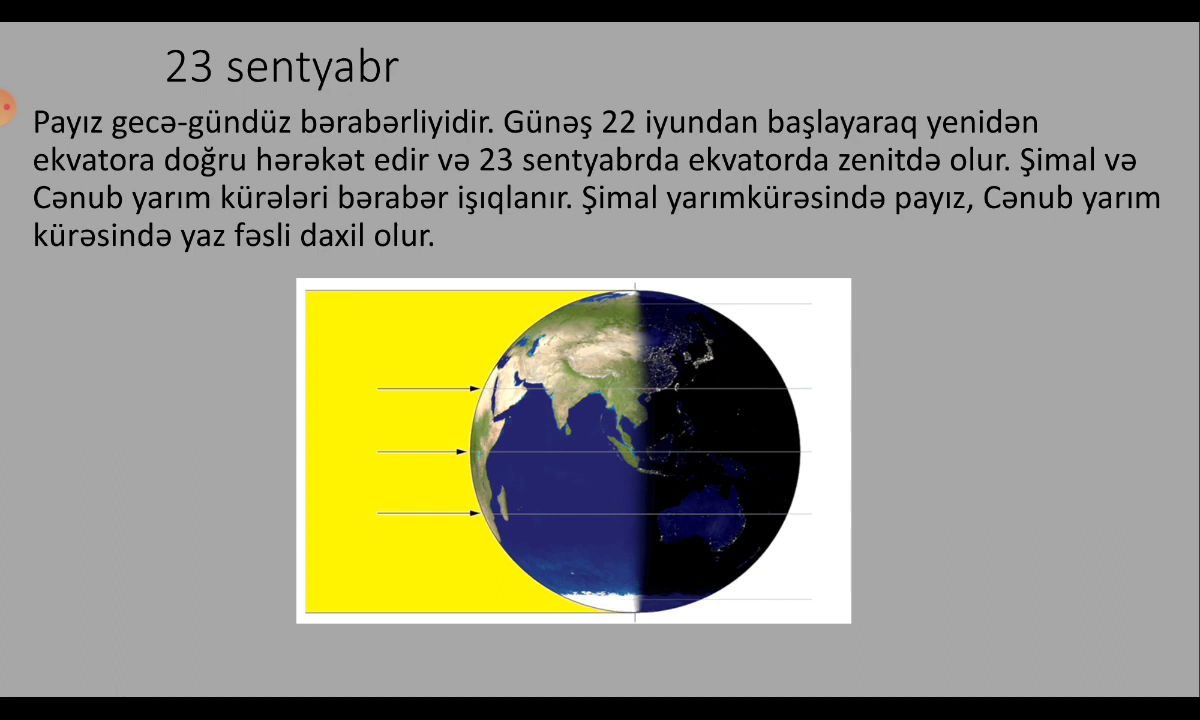 23 sentyabr
Payız gecə-gündüz bərabərliyidir. Günəş 22 iyundan başlayaraq yenidən
ekvatora doğru hərəkət edir və 23 sentyabrda ekvatorda zenitdə olur. Şimal və
Cənub yarım kürələri bərabər işıqlanır. Şimal yarımkürəsində payız, Cənub yarım
kürəsində yaz fəsli daxil olur.